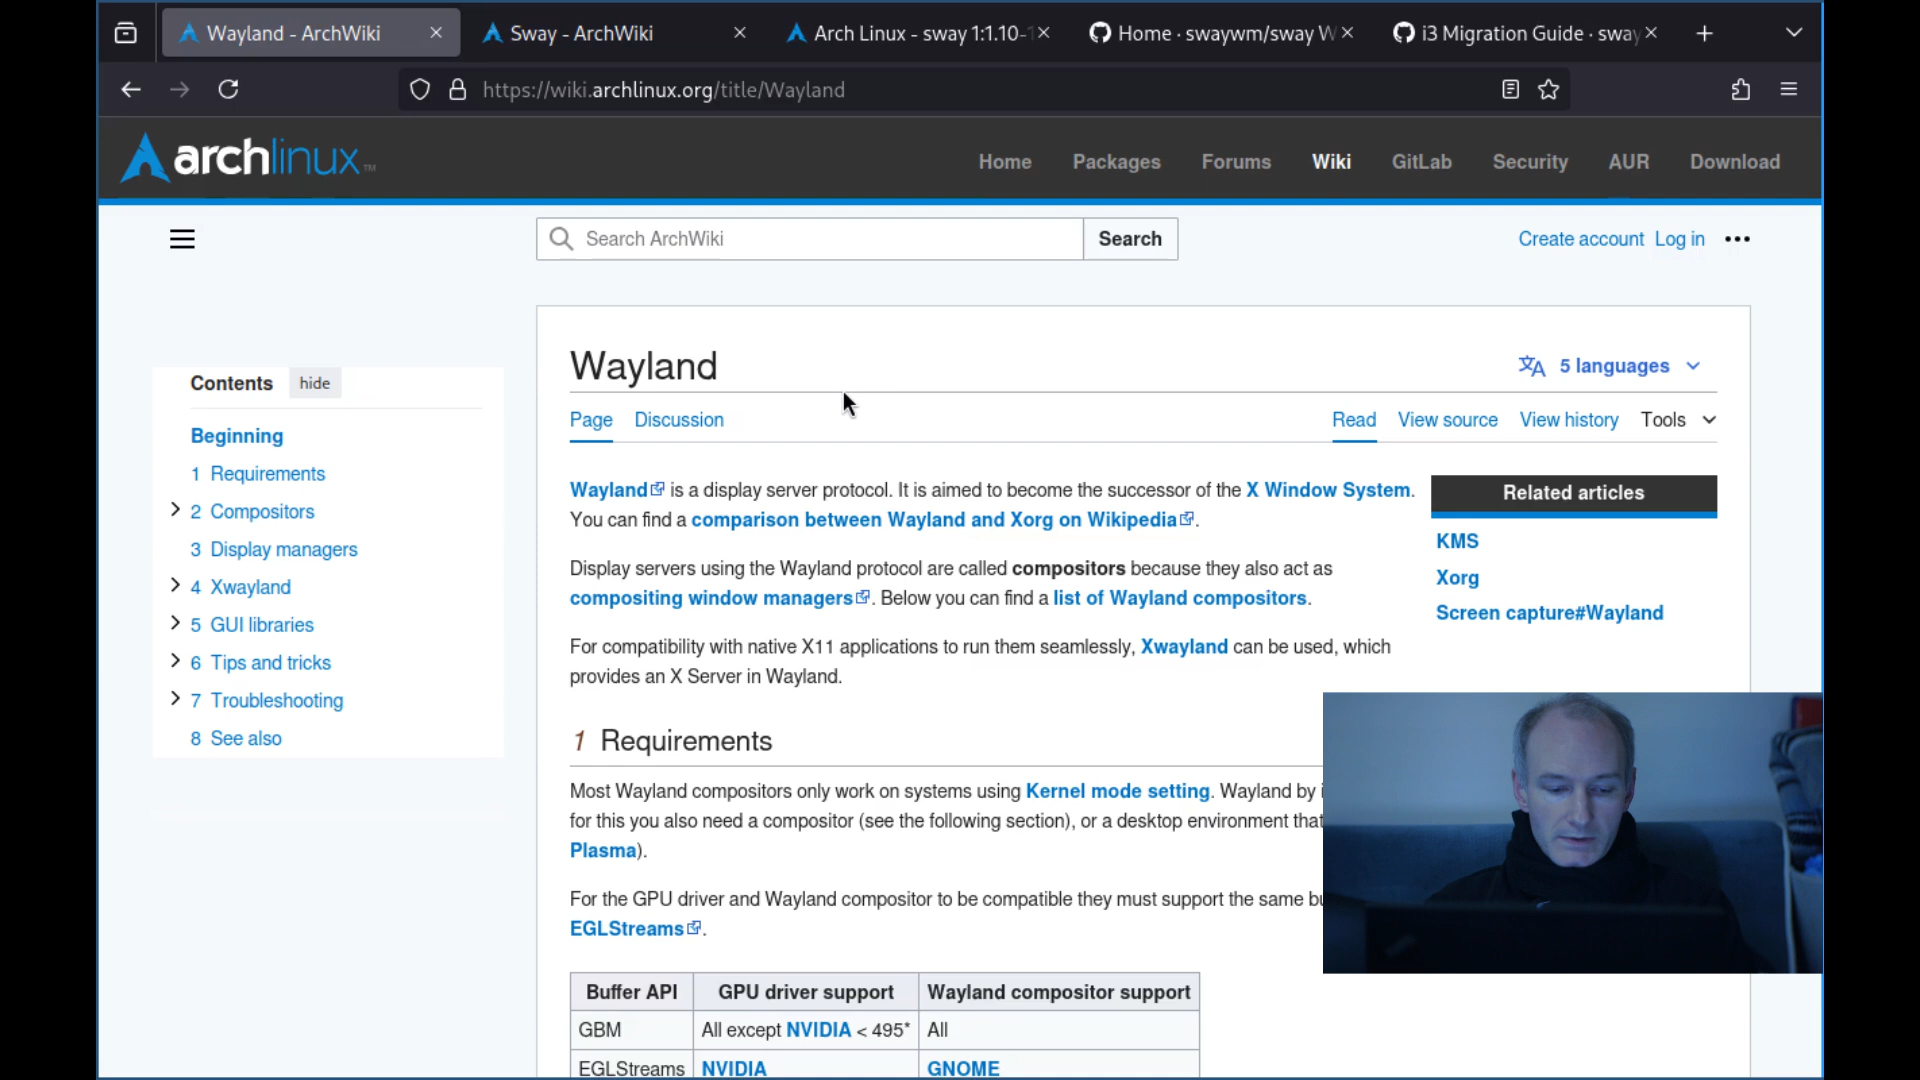 Wayland - ArchWiki
Sway - ArchWiki
Arch Linux - sway 1:1.10-1
Home · swaywm/sway W
i3 Migration Guide · sway
https://wiki.archlinux.org/title/Wayland
archlinux™
Home
Packages
Forums
Wiki
GitLab
Security
AUR
Download
Search ArchWiki
Search
Create account
Log in
Contents
hide
Beginning
1 Requirements
2 Compositors
3 Display managers
4 Xwayland
5 GUI libraries
6 Tips and tricks
7 Troubleshooting
8 See also
Wayland
5 languages
Page
Discussion
Read
View source
View history
Tools
Wayland is a display server protocol. It is aimed to become the successor of the X Window System.
You can find a comparison between Wayland and Xorg on Wikipedia.
Display servers using the Wayland protocol are called compositors because they also act as
compositing window managers. Below you can find a list of Wayland compositors.
For compatibility with native X11 applications to run them seamlessly, Xwayland can be used, which
provides an X Server in Wayland.
Related articles
KMS
Xorg
Screen capture#Wayland
1 Requirements
Most Wayland compositors only work on systems using Kernel mode setting. Wayland by
for this you also need a compositor (see the following section), or a desktop environment that
Plasma).
For the GPU driver and Wayland compositor to be compatible they must support the same
EGLStreams.
Buffer API
GPU driver support
Wayland compositor support
GBM
All except NVIDIA < 495*
All
EGLStreams
NVIDIA
GNOME